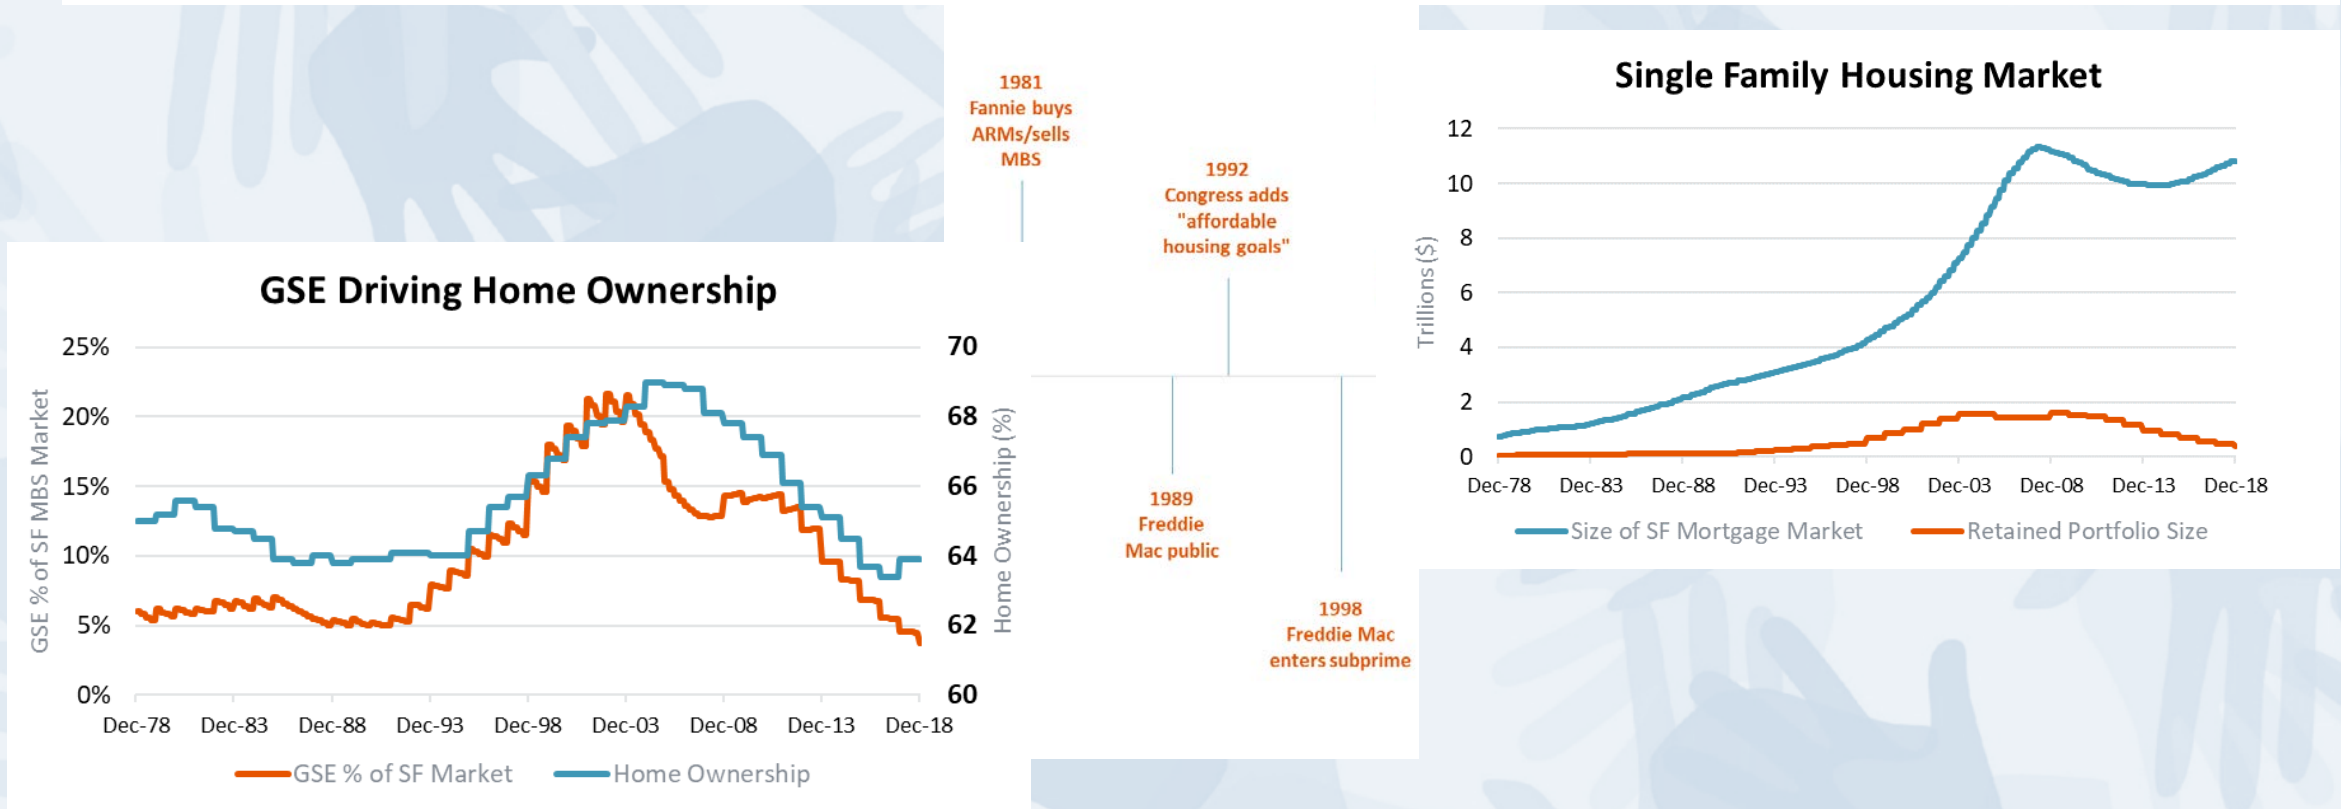 GSE Driving Home Ownership
25%
20%
15%
10%
5%
0%
GSE % of SF MBS Market
70
68
66
64
62
60
Home Ownership (%)
Dec-78 Dec-83 Dec-88 Dec-93 Dec-98 Dec-03 Dec-08 Dec-13 Dec-18
GSE % of SF Market Home Ownership
1981
Fannie buys
ARMs/sells
MBS
1992
Congress adds
"affordable
housing goals"
1989
Freddie
Mac public
1998
Freddie Mac
enters subprime
Single Family Housing Market
12
10
8
6
4
2
0
Trillions ($)
Dec-78 Dec-83 Dec-88 Dec-93 Dec-98 Dec-03 Dec-08 Dec-13 Dec-18
Size of SF Mortgage Market Retained Portfolio Size